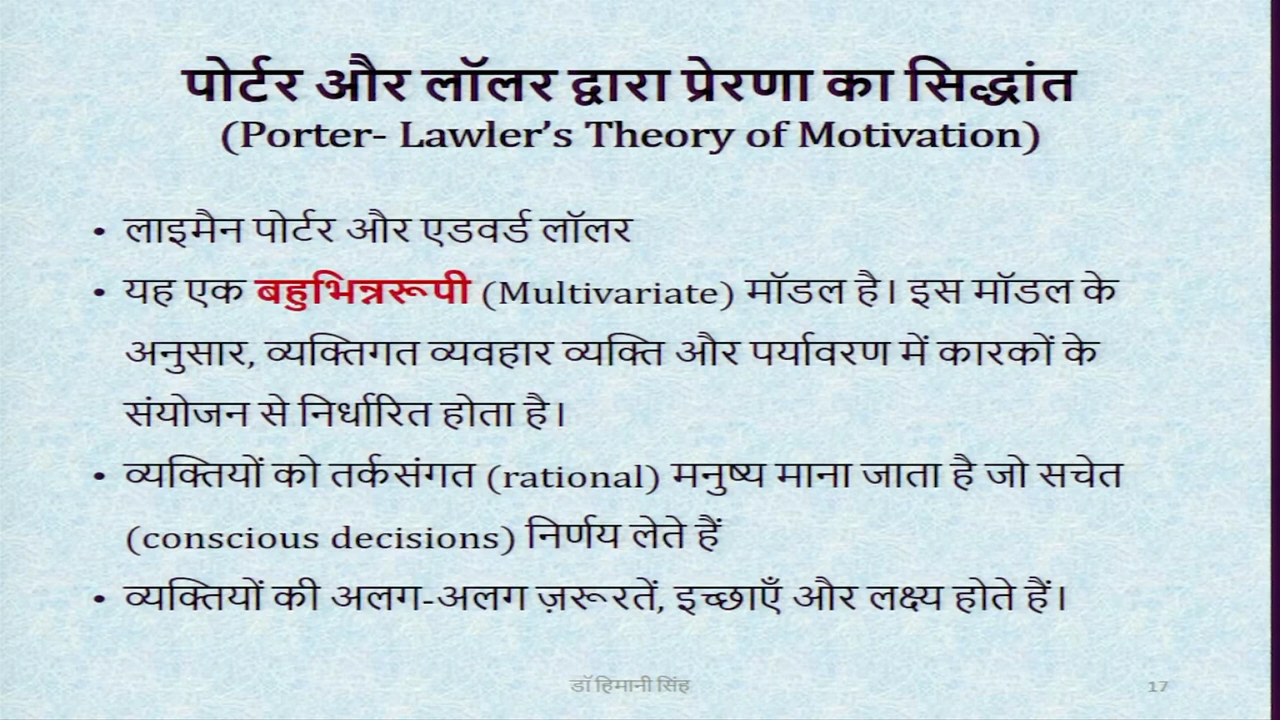 पोर्टर और लॉलर द्वारा प्रेरणा का सिद्धांत
(Porter- Lawler’s Theory of Motivation)
• लाइमैन पोर्टर और एडवर्ड लॉलर
• यह एक बहुभिन्नरूपी (Multivariate) मॉडल है। इस मॉडल के
अनुसार, व्यक्तिगत व्यवहार व्यक्ति और पर्यावरण में कारकों के
संयोजन से निर्धारित होता है।
• व्यक्तियों को तर्कसंगत (rational) मनुष्य माना जाता है जो सचेत
(conscious decisions) निर्णय लेते हैं
• व्यक्तियों की अलग-अलग ज़रूरतें, इच्छाएँ और लक्ष्य होते हैं।
डॉ हिमानी सिंह
17